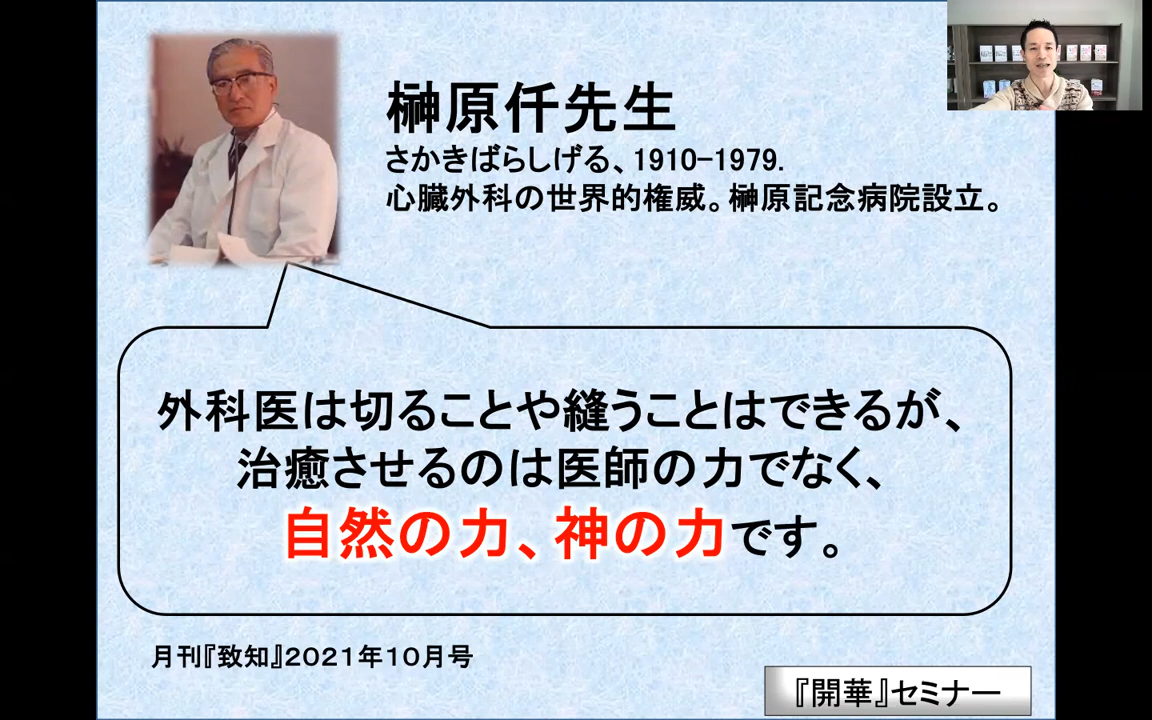 榊原仟先生
さかきばらしげる、1910-1979.
心臓外科の世界的権威。榊原記念病院設立。
外科医は切ることや縫うことはできるが、
治癒させるのは医師の力でなく、
自然の力、神の力です。
月刊『致知』2021年10月号
『開華』セミナー